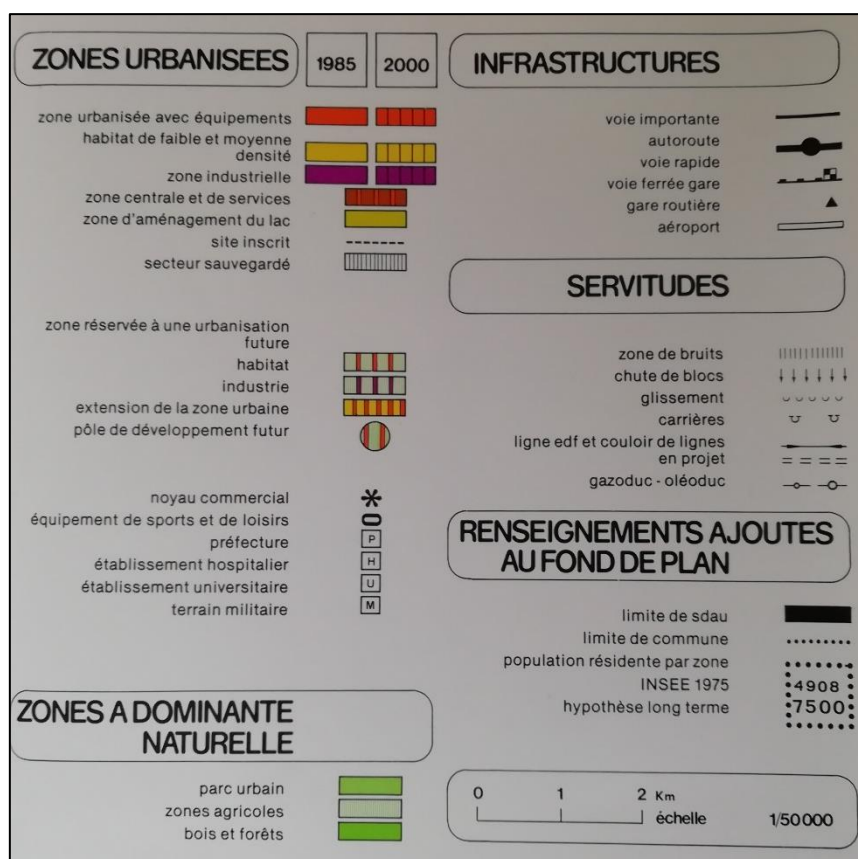 ZONES URBANISEES
1985
2000
zone urbanisée avec équipements
habitat de faible et moyenne
densité
zone industrielle
zone centrale et de services
zone d'aménagement du lac
site inscrit
secteur sauvegardé
zone réservée à une urbanisation
future
habitat
industrie
extension de la zone urbaine
pôle de développement futur
noyau commercial
équipement de sports et de loisirs
préfecture
P
établissement hospitalier
H
établissement universitaire
U
terrain militaire
M
ZONES A DOMINANTE
NATURELLE
parc urbain
zones agricoles
bois et forêts
INFRASTRUCTURES
voie importante
autoroute
voie rapide
voie ferrée gare
gare routière
aéroport
SERVITUDES
zone de bruits
chute de blocs
glissement
carrières
ligne edf et couloir de lignes
en projet
gazoduc - oléoduc
RENSEIGNEMENTS AJOUTES
AU FOND DE PLAN
limite de sdau
limite de commune
population résidente par zone
INSEE 1975
4908
hypothèse long terme
7500
0 1 2 Km
échelle 1/50 000